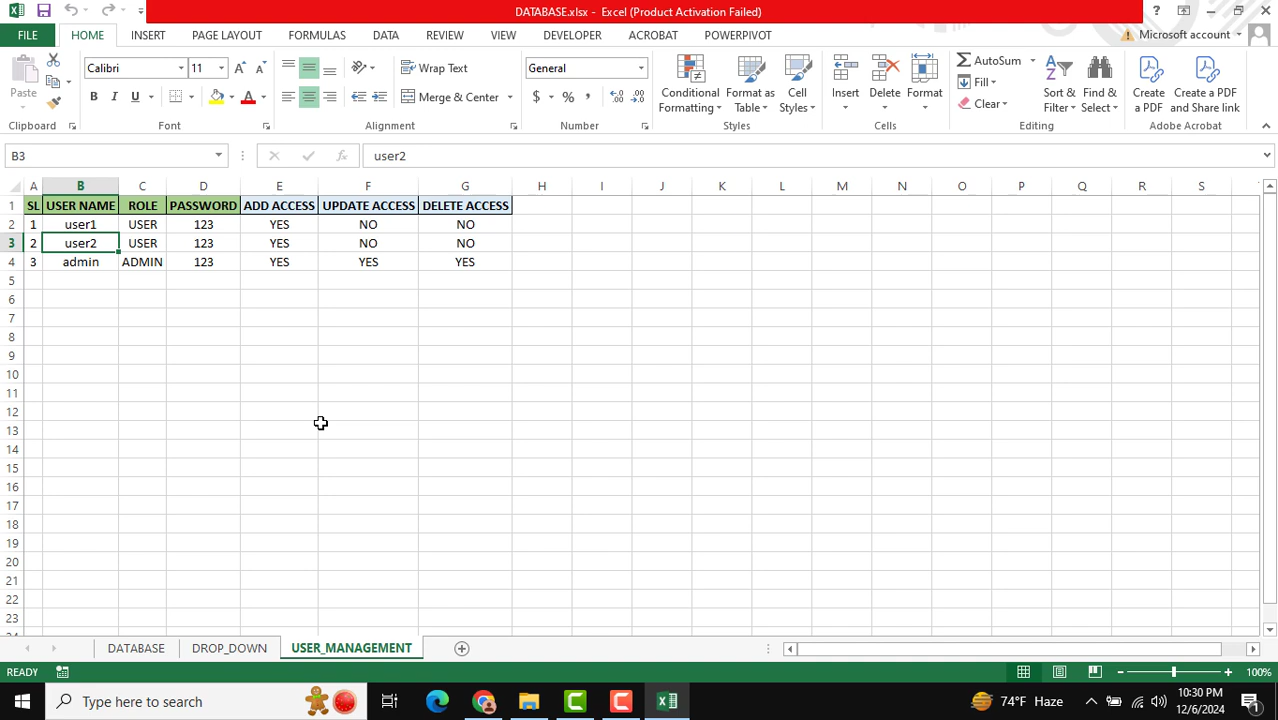 DATABASE.xlsx - Excel (Product Activation Failed)
FILE HOME INSERT PAGE LAYOUT FORMULAS DATA REVIEW VIEW DEVELOPER ACROBAT POWERPIVOT Microsoft account
Calibri 11 Wrap Text General AutoSum
Paste Conditional Formatting Format as Table Cell Styles Insert Delete Format Fill Sort & Filter Find & Select Create a PDF Create a PDF and Share link
B I U A Merge & Center $ % , Clear
Clipboard Font Alignment Number Styles Cells Editing Adobe Acrobat
B3 fx user2
A B C D E F G H I J K L M N O P Q R S
1 SL USER NAME ROLE PASSWORD ADD ACCESS UPDATE ACCESS DELETE ACCESS
2 1 user1 USER 123 YES NO NO
3 2 user2 USER 123 YES NO NO
4 3 admin ADMIN 123 YES YES YES
5
6
7
8
9
10
11
12
13
14
15
16
17
18
19
20
21
22
23
DATABASE DROP_DOWN USER_MANAGEMENT
READY 100%
Type here to search 74°F Haze 10:30 PM
12/6/2024 1